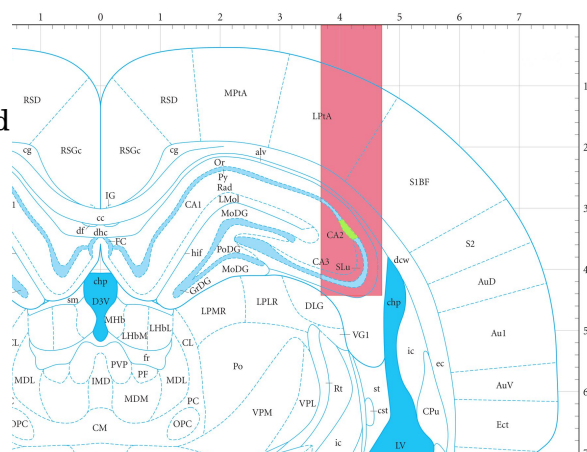 1 0 1 2 3 4 5 6 7
d
RSD RSD MPtA LPtA
1
cg RSGc RSGc cg alv
2
Or
Py
Rad
LMol
MoDG
CA1
IG
cc
df dhc
FC
S1BF
3
CA2
S2
hif PoDG
MoDG
GrDG
CA3 SLu
dcw
4
chp
sm D3V
MHb
LHbM LHbL
LPMR LPLR DLG
chp
AuD
CL CL
VG1
ic
Au1
5
fr
PVP
PF
MDL IMD MDL
MDM
PC
Po
VPM
VPL
Rt
st
cst
ec
CPu
AuV
6
OPC CM OPC
ic
LV
Ect
7